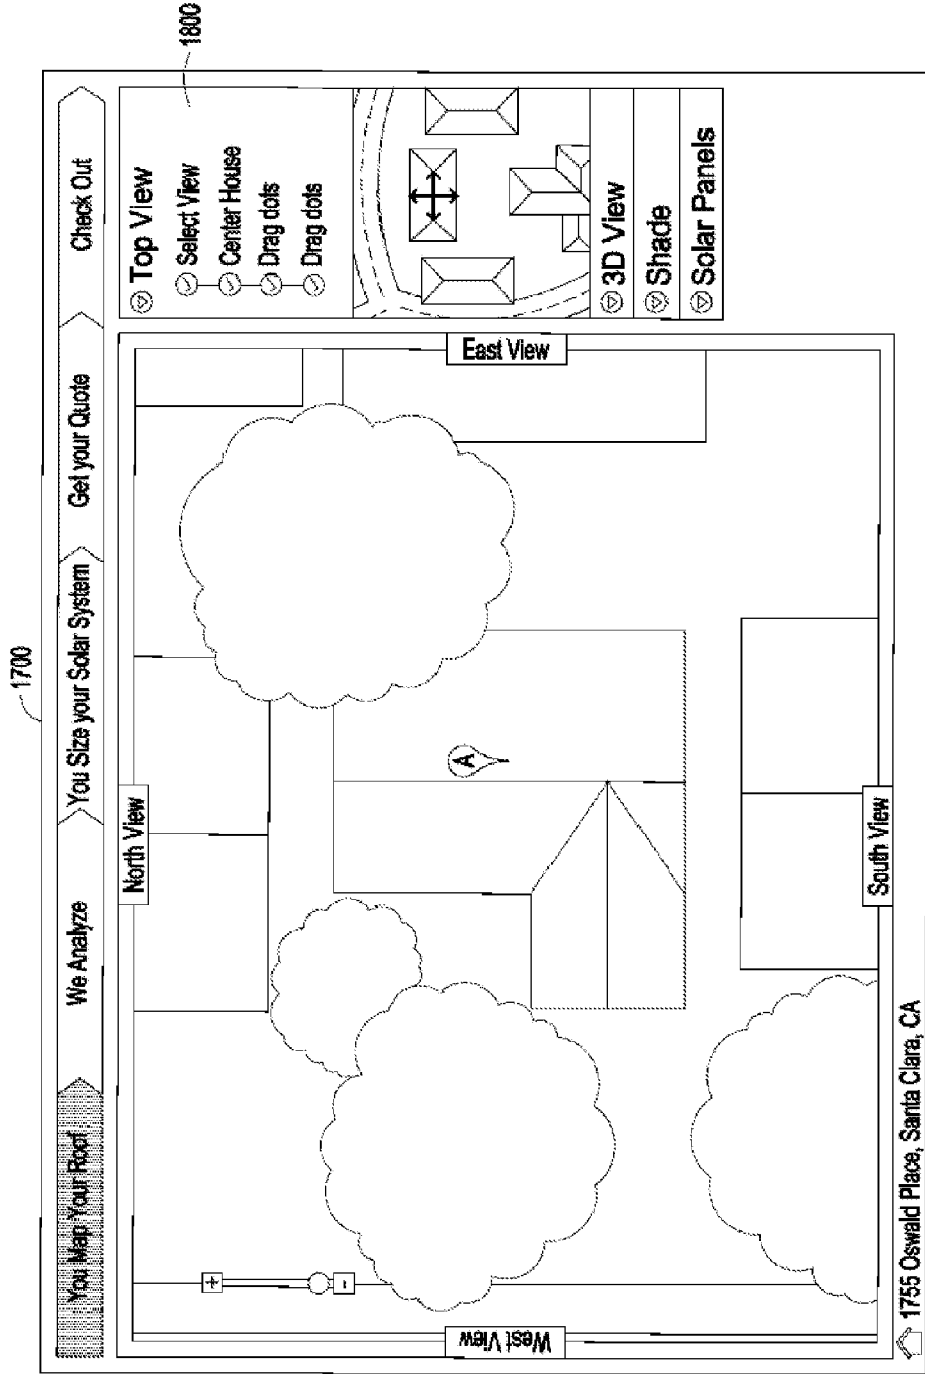 1700
You Map Your Roof
We Analyze
You Size your Solar System
Get your Quote
Check Out
North View
West View
East View
South View
A
+
-
1755 Oswald Place, Santa Clara, CA
1800
Top View
Select View
Center House
Drag dots
Drag dots
3D View
Shade
Solar Panels